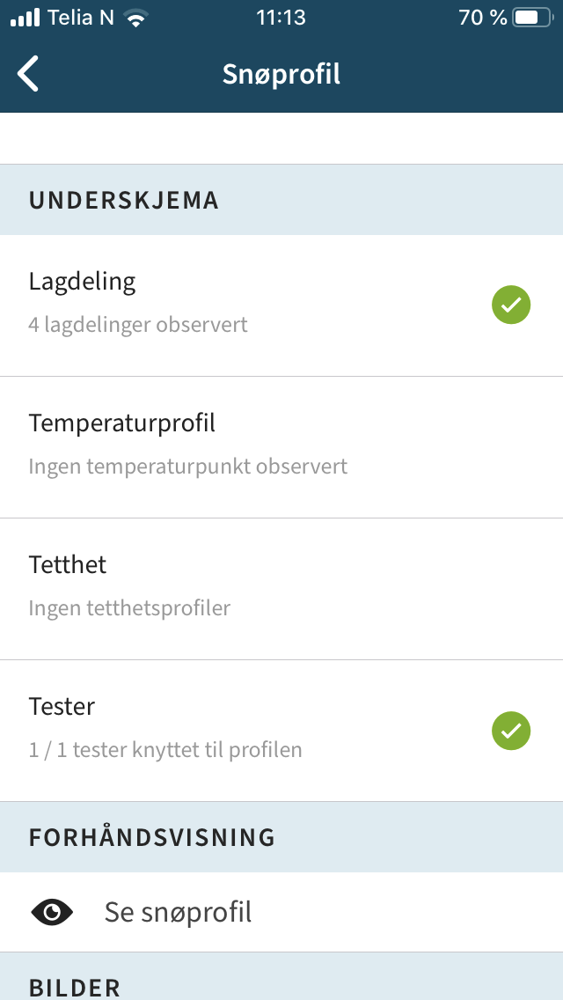 Telia N 11:13 70 %
Snøprofil
UNDERSKJEMA
Lagdeling
4 lagdelinger observert
Temperaturprofil
Ingen temperaturpunkt observert
Tetthet
Ingen tetthetsprofiler
Tester
1 / 1 tester knyttet til profilen
FORHÅNDSVISNING
Se snøprofil
BILDER